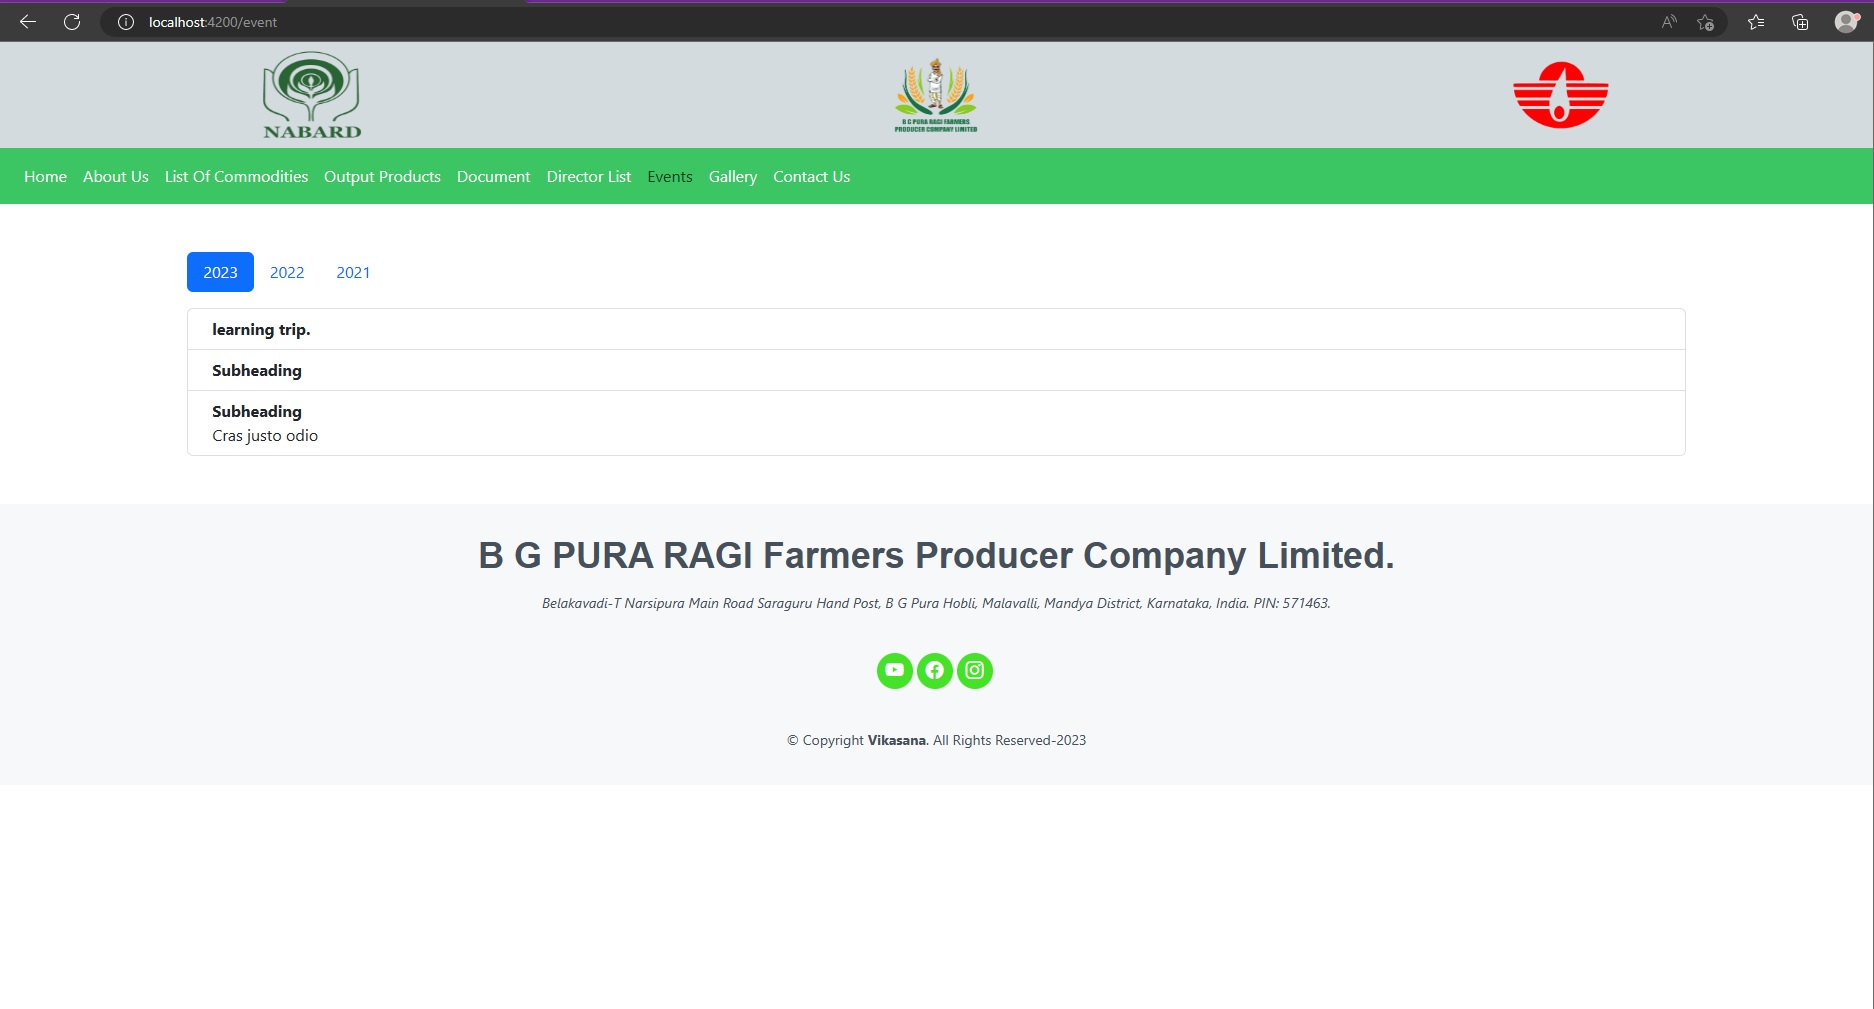 localhost:4200/event
NABARD
B G PURA RAGI FARMERS
PRODUCER COMPANY LIMITED
Home About Us List Of Commodities Output Products Document Director List Events Gallery Contact Us
2023 2022 2021
learning trip.
Subheading
Subheading
Cras justo odio
B G PURA RAGI Farmers Producer Company Limited.
Belakavadi-T Narsipura Main Road Saraguru Hand Post, B G Pura Hobli, Malavalli, Mandya District, Karnataka, India. PIN: 571463.
© Copyright Vikasana. All Rights Reserved-2023